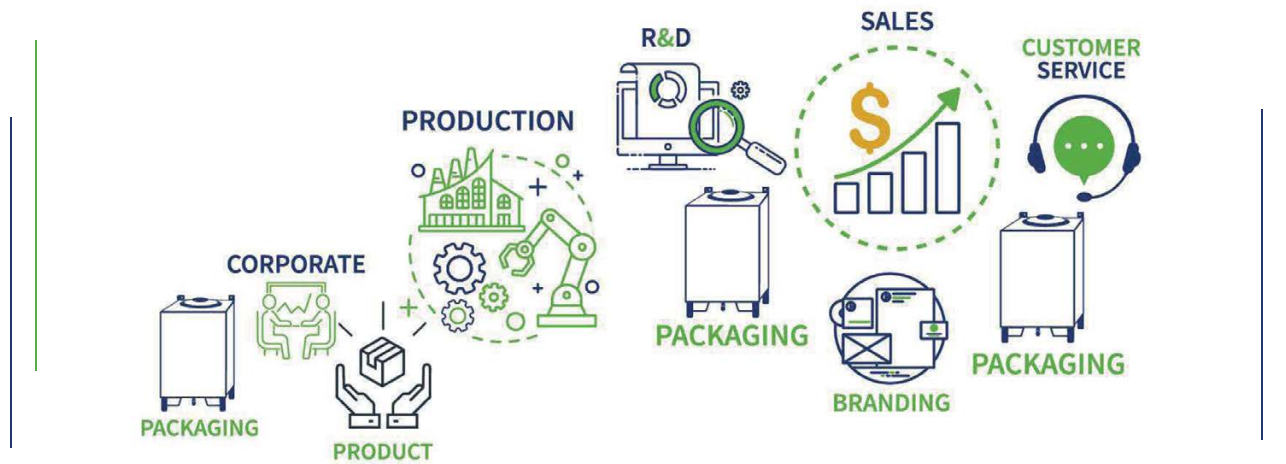 SALES
R&D
CUSTOMER
SERVICE
PRODUCTION
$
CORPORATE
PACKAGING
PACKAGING
BRANDING
PACKAGING
PRODUCT